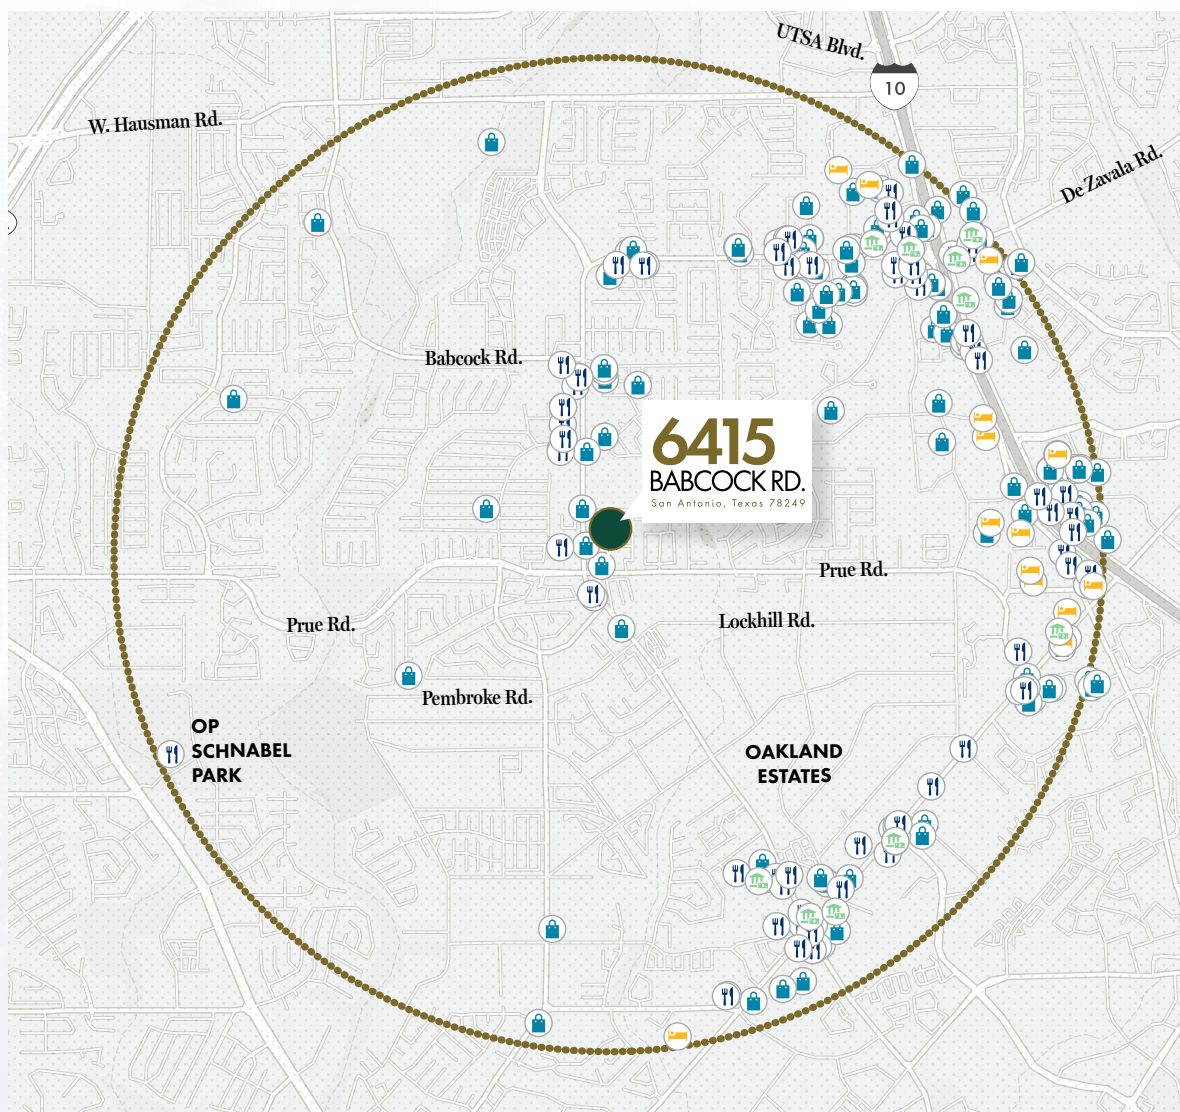 UTSA Blvd.
10
W. Hausman Rd.
De Zavala Rd.
Babcock Rd.
6415
BABCOCK RD.
San Antonio, Texas 78249
Prue Rd.
Prue Rd.
Lockhill Rd.
Pembroke Rd.
OP
SCHNABEL
PARK
OAKLAND
ESTATES